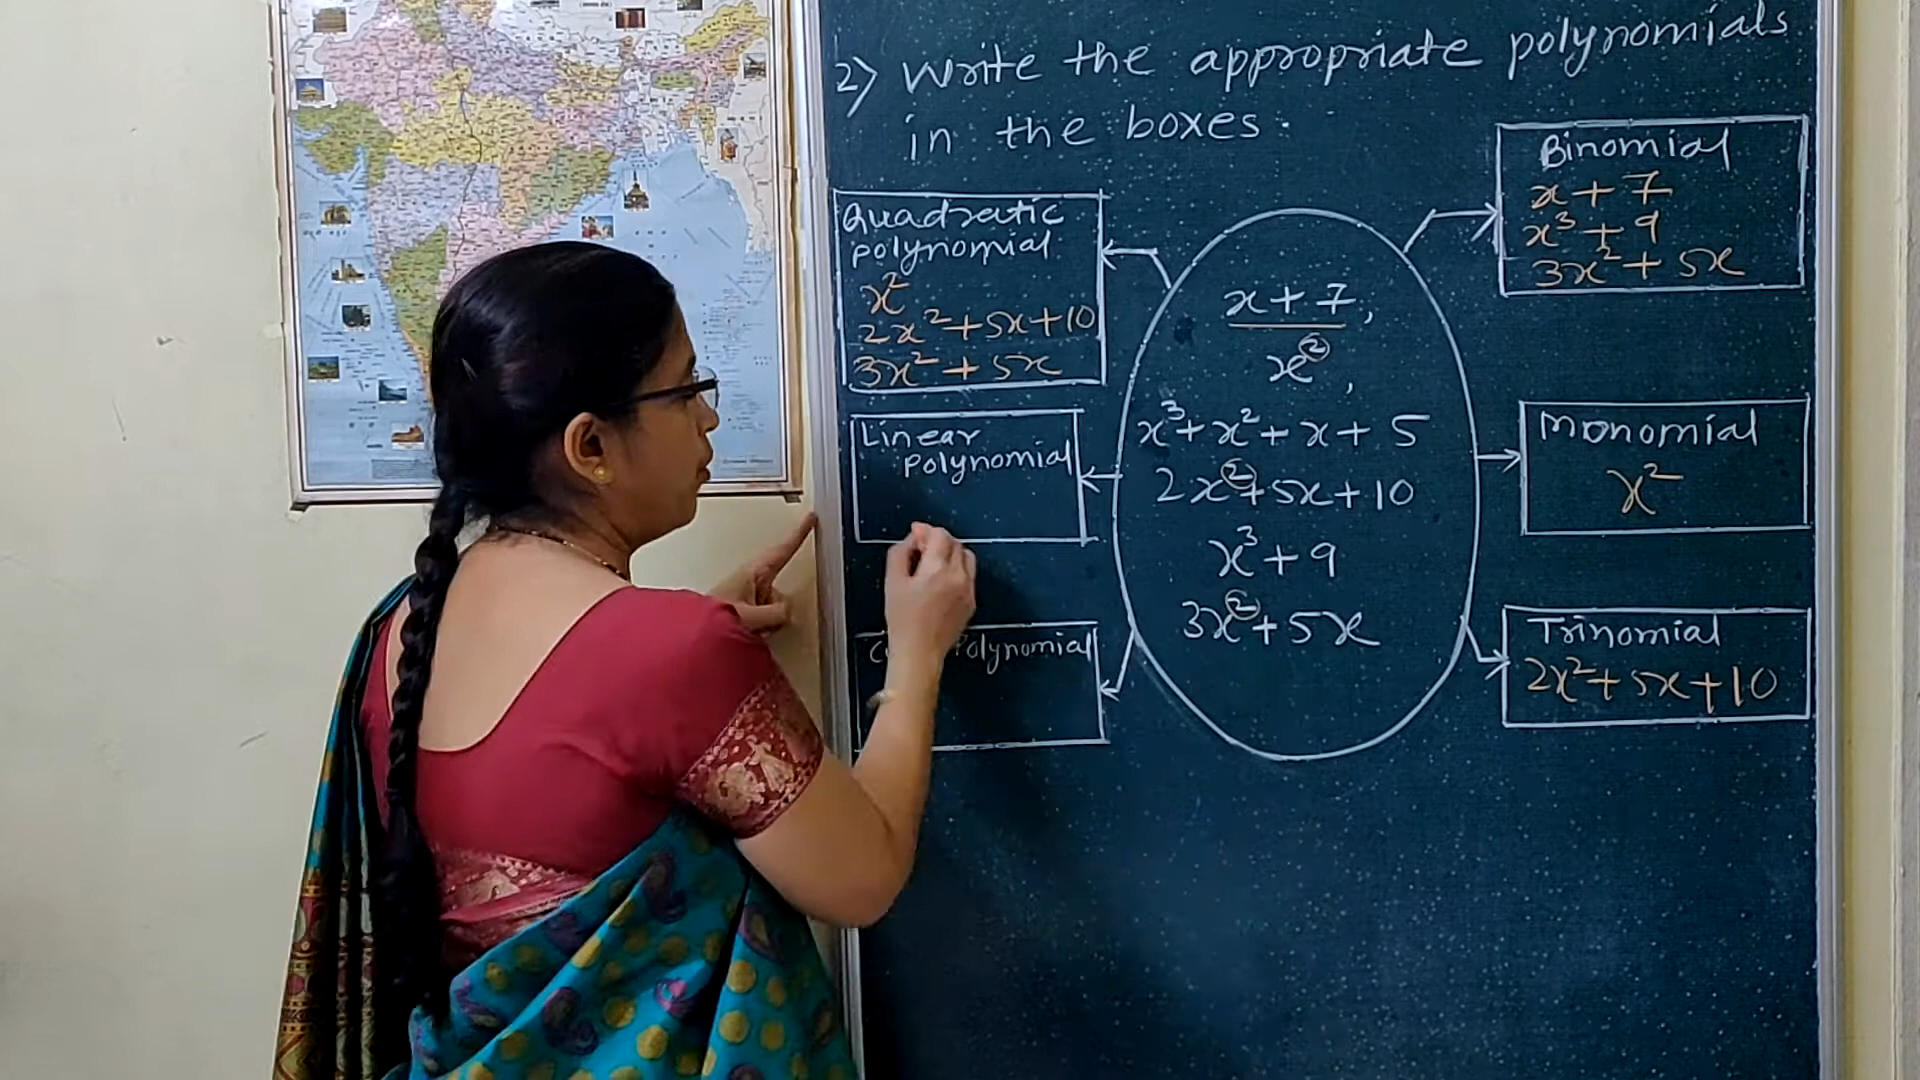 2) Write the appropriate polynomials
in the boxes.
Quadratic
polynomial
x²
2x²+5x+10
3x²+5x
Linear
polynomial
Polynomial
x+7,
x²,
x³+x²+x+5
2x²+5x+10
x³+9
3x²+5x
Binomial
x+7
x³+9
3x²+5x
Monomial
x²
Trinomial
2x²+5x+10